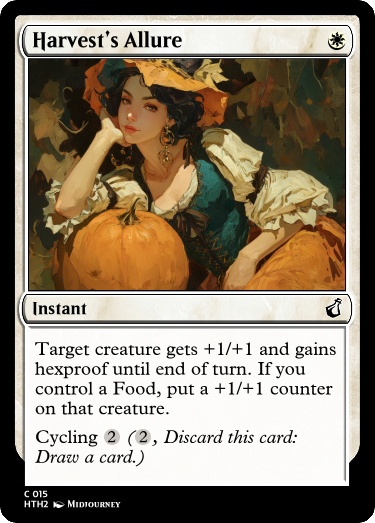 Harvest's Allure
Instant
Target creature gets +1/+1 and gains
hexproof until end of turn. If you
control a Food, put a +1/+1 counter
on that creature.
Cycling 2 (2, Discard this card:
Draw a card.)
C 015
HTH2 Midjourney